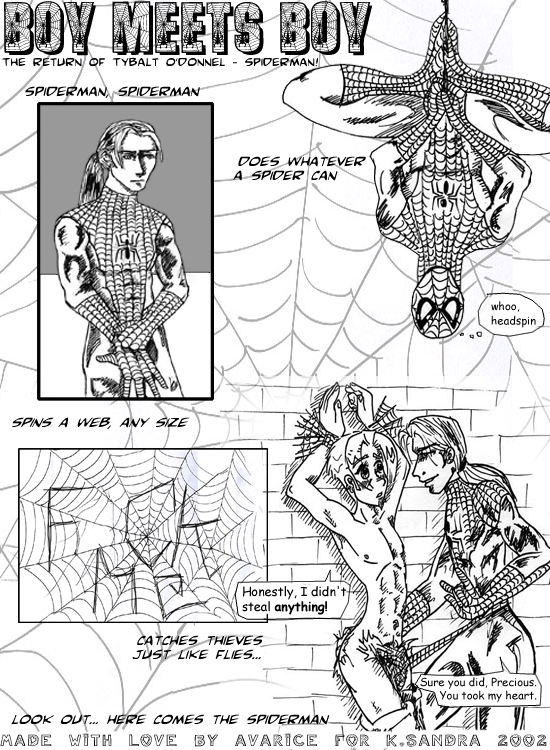 BOY MEETS BOY
THE RETURN OF TYBALT O'DONNEL - SPIDERMAN!
SPIDERMAN, SPIDERMAN
DOES WHATEVER
A SPIDER CAN
whoo,
headspin
SPINS A WEB, ANY SIZE
ME
Honestly, I didn't
steal anything!
CATCHES THIEVES
JUST LIKE FLIES...
Sure you did, Precious.
You took my heart.
LOOK OUT... HERE COMES THE SPIDERMAN
MADE WITH LOVE BY AVARICE FOR K.SANDRA 2002